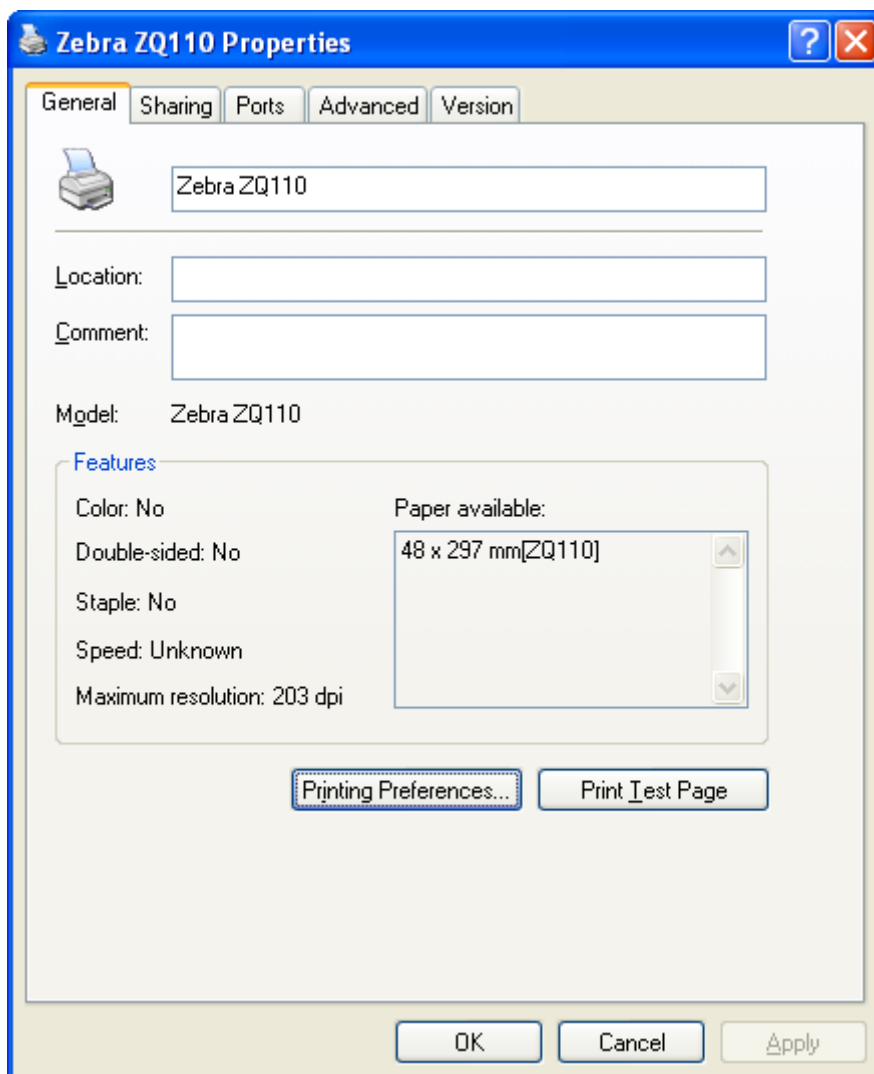 Zebra ZQ110 Properties
General Sharing Ports Advanced Version
Zebra ZQ110
Location:
Comment:
Model: Zebra ZQ110
Features
Color: No
Paper available:
Double-sided: No
48 x 297 mm[ZQ110]
Staple: No
Speed: Unknown
Maximum resolution: 203 dpi
Printing Preferences... Print Test Page
OK Cancel Apply